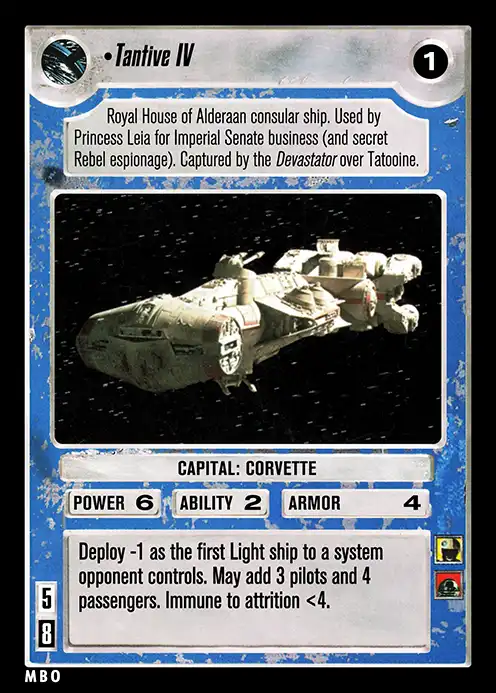 •Tantive IV
1
Royal House of Alderaan consular ship. Used by
Princess Leia for Imperial Senate business (and secret
Rebel espionage). Captured by the Devastator over Tatooine.
CAPITAL: CORVETTE
POWER 6 ABILITY 2 ARMOR 4
Deploy -1 as the first Light ship to a system
opponent controls. May add 3 pilots and 4
passengers. Immune to attrition <4.
5
8
MBO